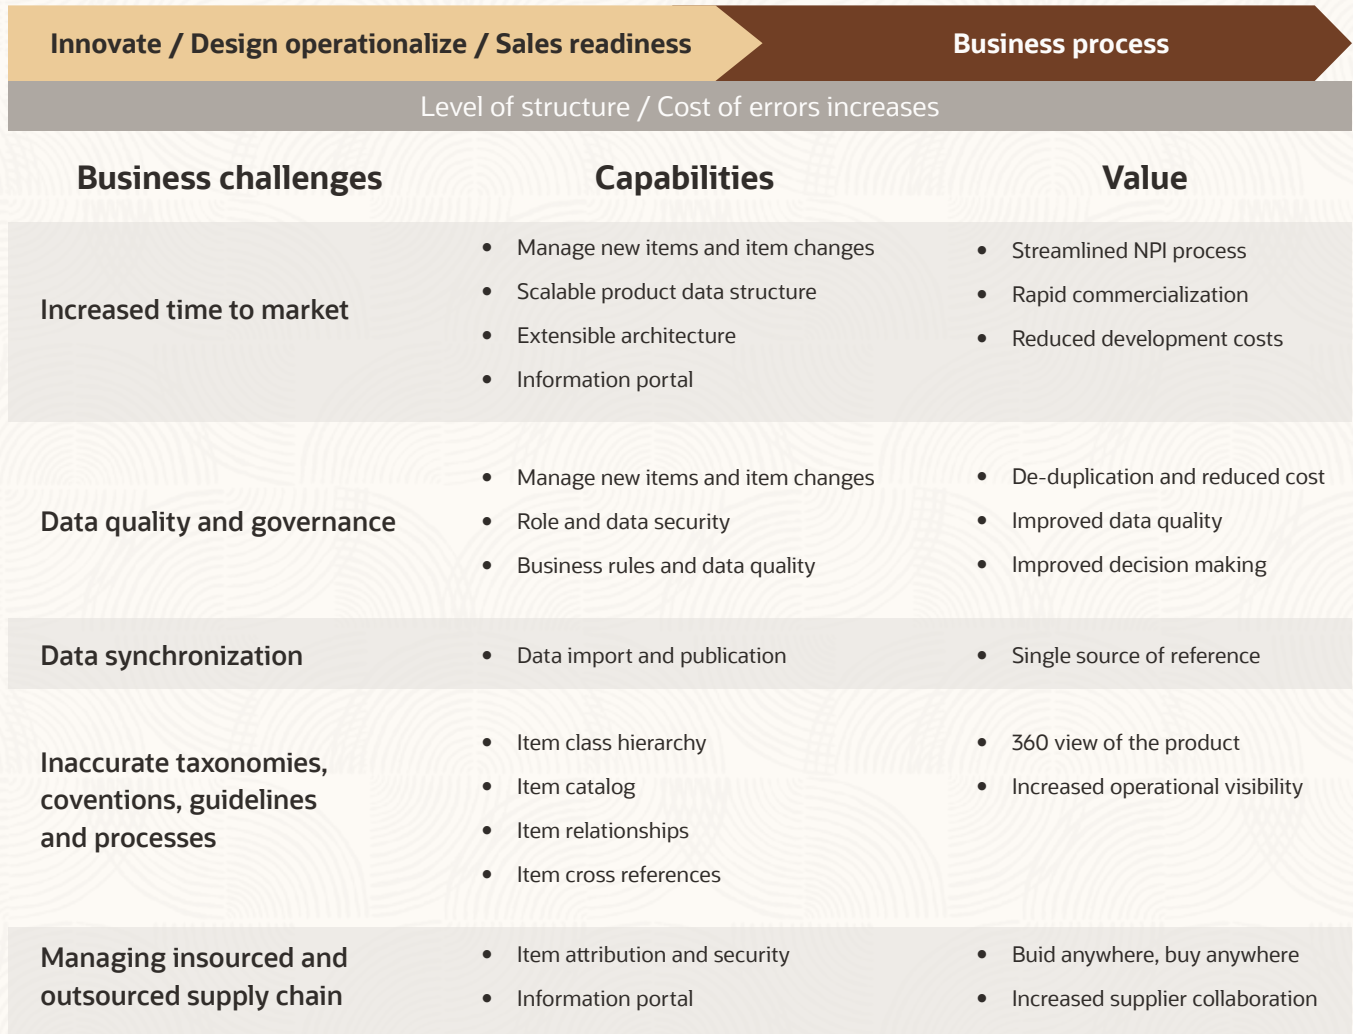 Innovate / Design operationalize / Sales readiness
Business process
Level of structure / Cost of errors increases
Business challenges
Capabilities
Value
Increased time to market
• Manage new items and item changes
• Scalable product data structure
• Extensible architecture
• Information portal
• Streamlined NPI process
• Rapid commercialization
• Reduced development costs
Data quality and governance
• Manage new items and item changes
• Role and data security
• Business rules and data quality
• De-duplication and reduced cost
• Improved data quality
• Improved decision making
Data synchronization
• Data import and publication
• Single source of reference
Inaccurate taxonomies,
coventions, guidelines
and processes
• Item class hierarchy
• Item catalog
• Item relationships
• Item cross references
• 360 view of the product
• Increased operational visibility
Managing insourced and
outsourced supply chain
• Item attribution and security
• Information portal
• Buid anywhere, buy anywhere
• Increased supplier collaboration